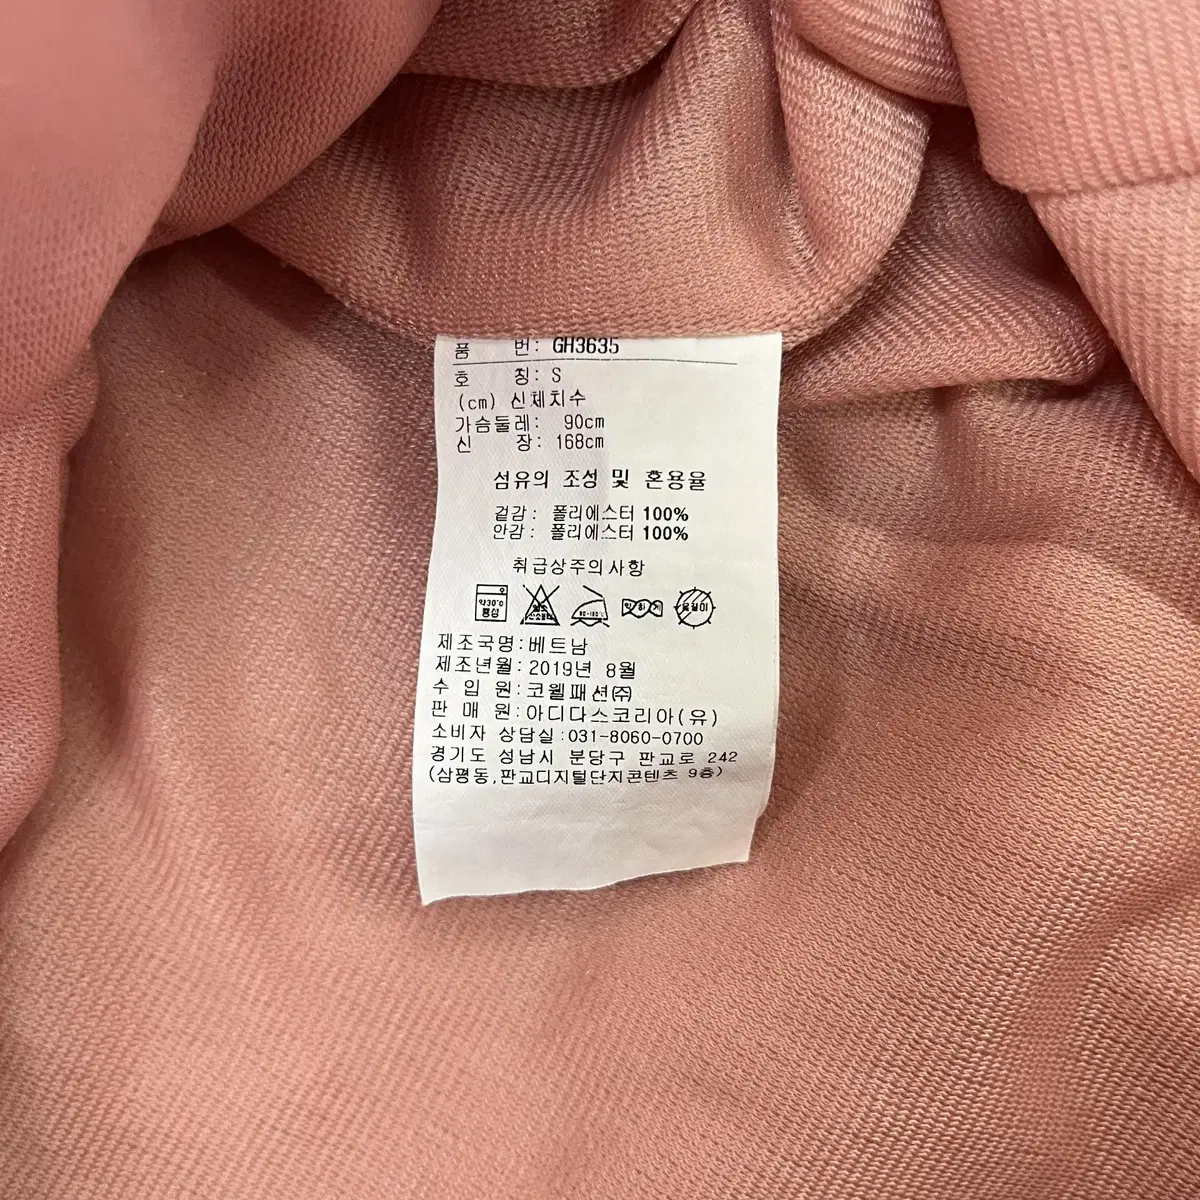 품 번: GH3635
호 칭: S
(cm) 신체치수
가슴둘레: 90cm
신 장: 168cm
섬유의 조성 및 혼용율
겉감: 폴리에스터 100%
안감: 폴리에스터 100%
취급상주의사항
약30℃
중성
제조국명:베트남
제조년월:2019년 8월
수 입 원:코웰패션(주)
판 매 원:아디다스코리아(유)
소비자 상담실:031-8060-0700
경기도 성남시 분당구 판교로 242
(삼평동,판교디지털단지콘텐츠 9층)